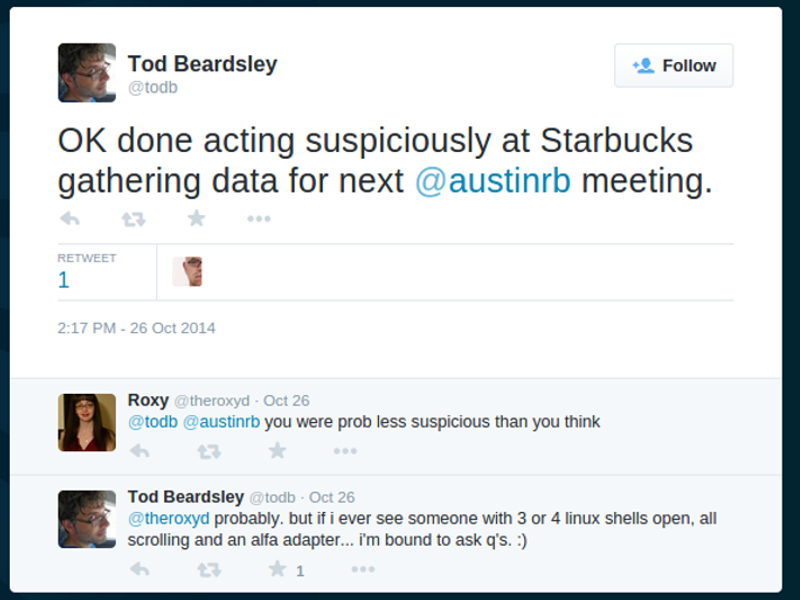 Tod Beardsley
@todb
Follow
OK done acting suspiciously at Starbucks
gathering data for next @austinrb meeting.
RETWEET
1
2:17 PM - 26 Oct 2014
Roxy @theroxyd · Oct 26
@todb @austinrb you were prob less suspicious than you think
Tod Beardsley @todb · Oct 26
@theroxyd probably. but if i ever see someone with 3 or 4 linux shells open, all
scrolling and an alfa adapter... i'm bound to ask q's. :)
1